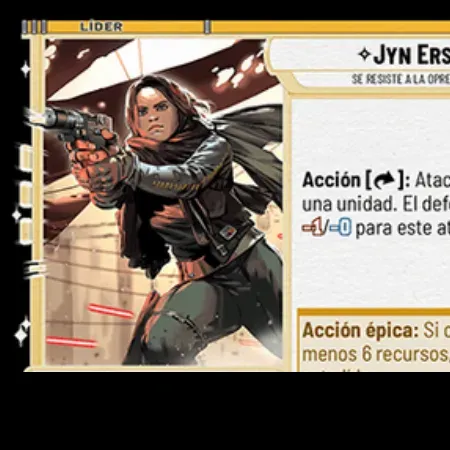 LÍDER
JYN ERS
SE RESISTE A LA OPRE
Acción [ ]: Atac
una unidad. El def
-1/-0 para este at
Acción épica: Si c
menos 6 recursos,